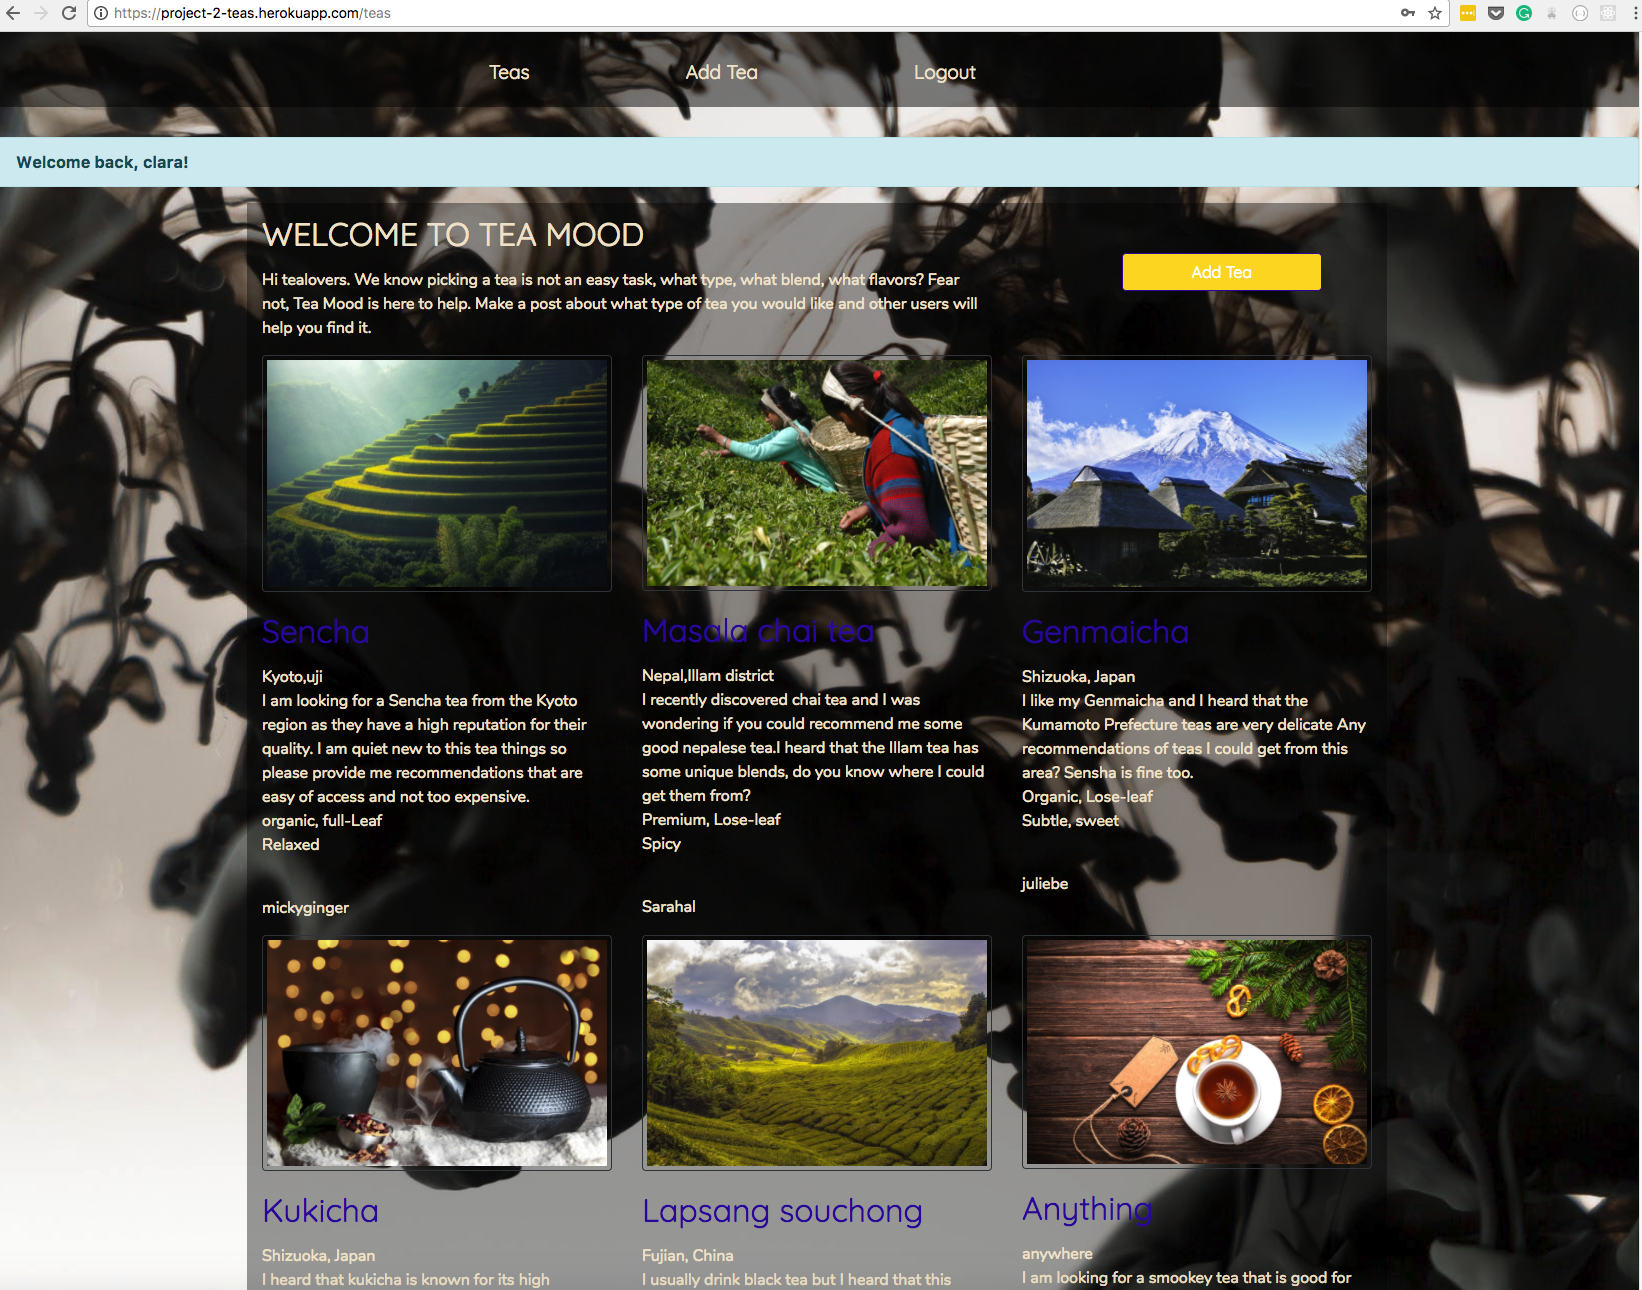 https://project-2-teas.herokuapp.com/teas
Teas
Add Tea
Logout
Welcome back, clara!
WELCOME TO TEA MOOD
Hi tealovers. We know picking a tea is not an easy task, what type, what blend, what flavors? Fear
not, Tea Mood is here to help. Make a post about what type of tea you would like and other users will
help you find it.
Add Tea
Sencha
Kyoto,uji
I am looking for a Sencha tea from the Kyoto
region as they have a high reputation for their
quality. I am quiet new to this tea things so
please provide me recommendations that are
easy of access and not too expensive.
organic, full-Leaf
Relaxed
mickyginger
Masala chai tea
Nepal,Illam district
I recently discovered chai tea and I was
wondering if you could recommend me some
good nepalese tea.I heard that the Illam tea has
some unique blends, do you know where I could
get them from?
Premium, Lose-leaf
Spicy
Sarahal
Genmaicha
Shizuoka, Japan
I like my Genmaicha and I heard that the
Kumamoto Prefecture teas are very delicate Any
recommendations of teas I could get from this
area? Sensha is fine too.
Organic, Lose-leaf
Subtle, sweet
juliebe
Kukicha
Shizuoka, Japan
I heard that kukicha is known for its high
Lapsang souchong
Fujian, China
I usually drink black tea but I heard that this
Anything
anywhere
I am looking for a smookey tea that is good for